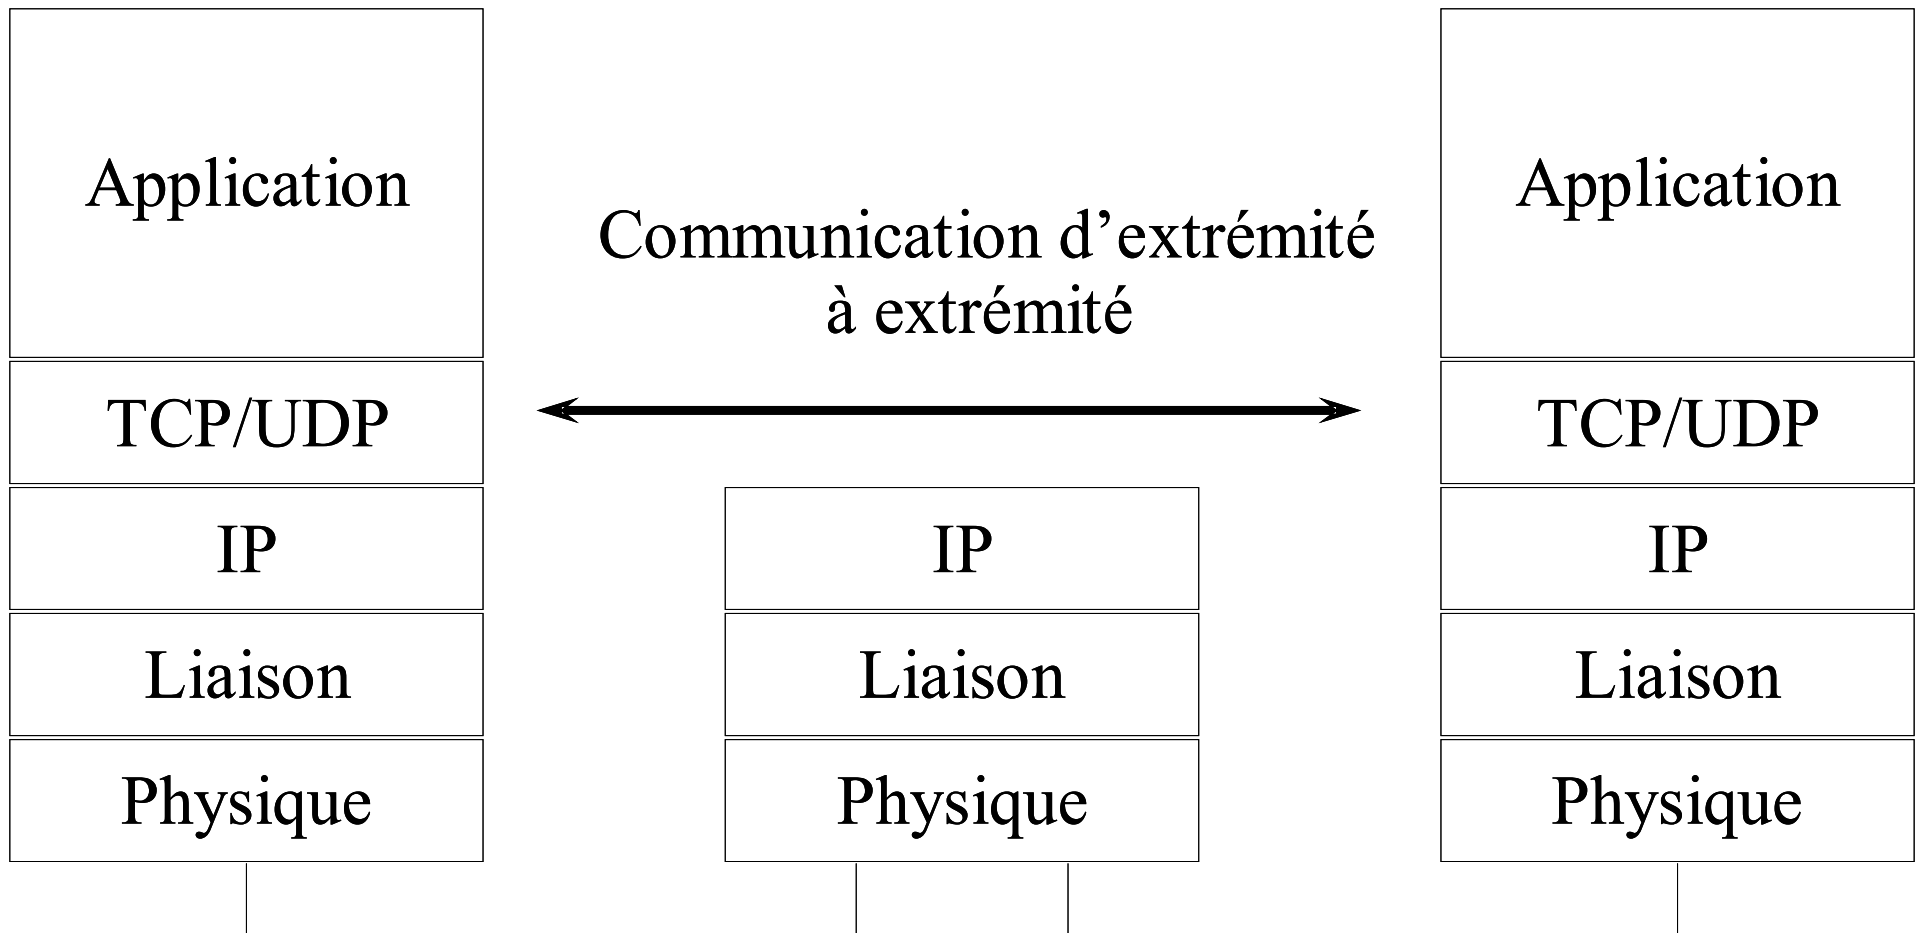 Application
TCP/UDP
IP
Liaison
Physique
Communication d’extrémité
à extrémité
IP
Liaison
Physique
Application
TCP/UDP
IP
Liaison
Physique